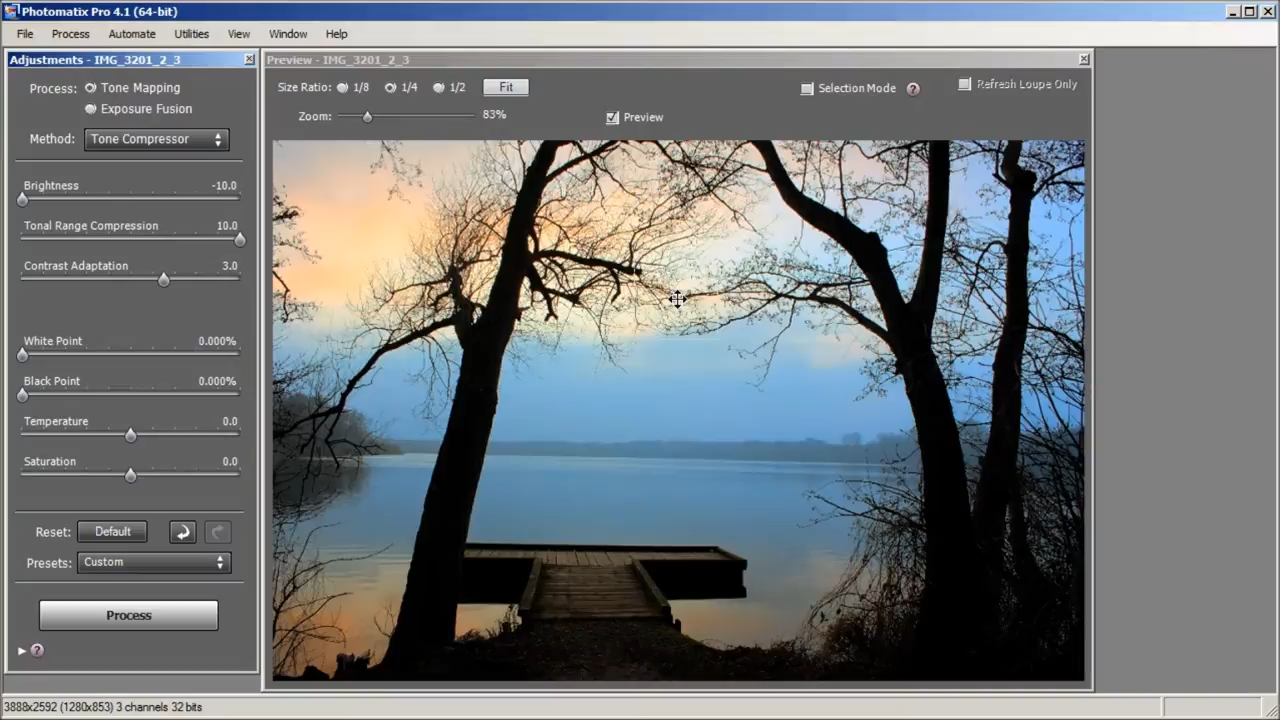 Photomatix Pro 4.1 (64-bit)
File Process Automate Utilities View Window Help
Adjustments - IMG_3201_2_3
Process: Tone Mapping
Exposure Fusion
Method: Tone Compressor
Brightness -10.0
Tonal Range Compression 10.0
Contrast Adaptation 3.0
White Point 0.000%
Black Point 0.000%
Temperature 0.0
Saturation 0.0
Reset: Default
Presets: Custom
Process
?
Preview - IMG_3201_2_3
Size Ratio: 1/8 1/4 1/2 Fit
Selection Mode ? Refresh Loupe Only
Zoom: 83% Preview
3888x2592 (1280x853) 3 channels 32 bits